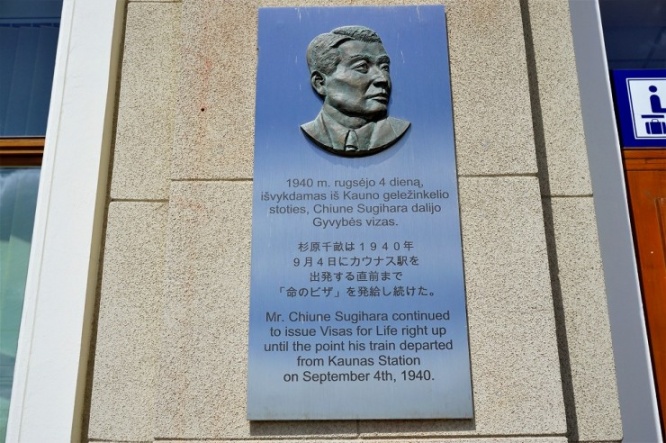 1940 m. rugsėjo 4 dieną,
išvykdamas iš Kauno geležinkelio
stoties, Chiune Sugihara dalijo
Gyvybės vizas.
杉原千畝は１９４０年
９月４日にカウナス駅を
出発する直前まで
「命のビザ」を発給し続けた。
Mr. Chiune Sugihara continued
to issue Visas for Life right up
until the point his train departed
from Kaunas Station
on September 4th, 1940.